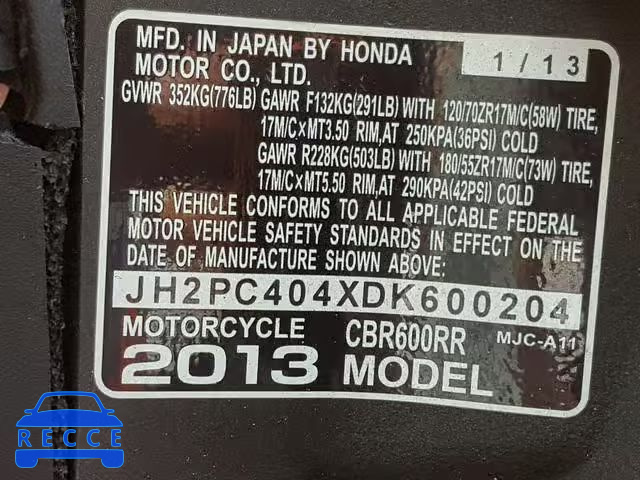 MFD. IN JAPAN BY HONDA
MOTOR CO., LTD.
1/13
GVWR 352KG(776LB) GAWR F132KG(291LB) WITH 120/70ZR17M/C(58W) TIRE,
17M/C×MT3.50 RIM,AT 250KPA(36PSI) COLD
GAWR R228KG(503LB) WITH 180/55ZR17M/C(73W) TIRE,
17M/C×MT5.50 RIM,AT 290KPA(42PSI) COLD
THIS VEHICLE CONFORMS TO ALL APPLICABLE FEDERAL
MOTOR VEHICLE SAFETY STANDARDS IN EFFECT ON THE
DATE OF MANUFACTURE SHOWN ABOVE.
JH2PC404XDK600204
MOTORCYCLE CBR600RR MJC-A11
2013 MODEL
RECCE